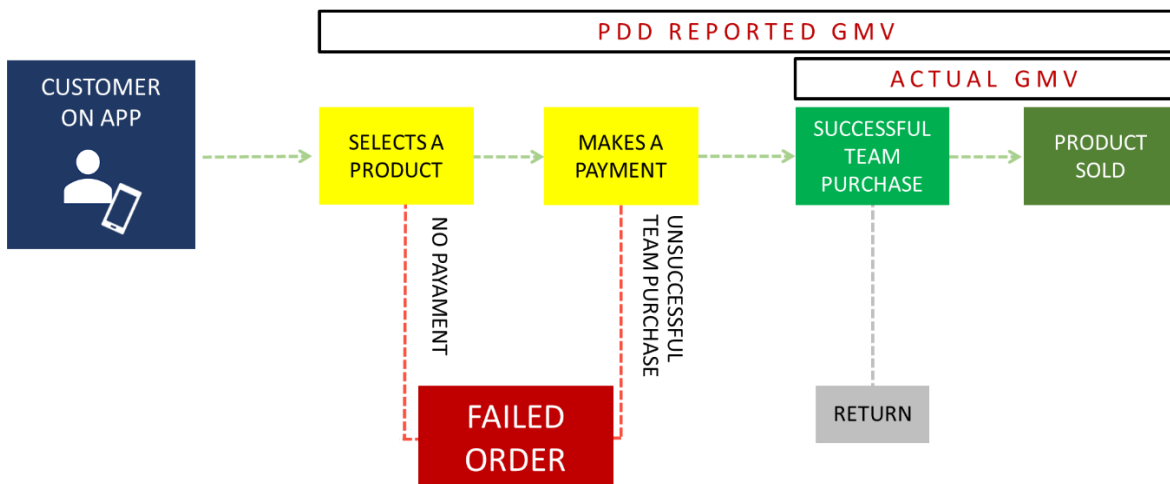 PDD REPORTED GMV
ACTUAL GMV
CUSTOMER
ON APP
SELECTS A
PRODUCT
MAKES A
PAYMENT
SUCCESSFUL
TEAM
PURCHASE
PRODUCT
SOLD
NO PAYAMENT
UNSUCCESSFUL
TEAM PURCHASE
FAILED
ORDER
RETURN